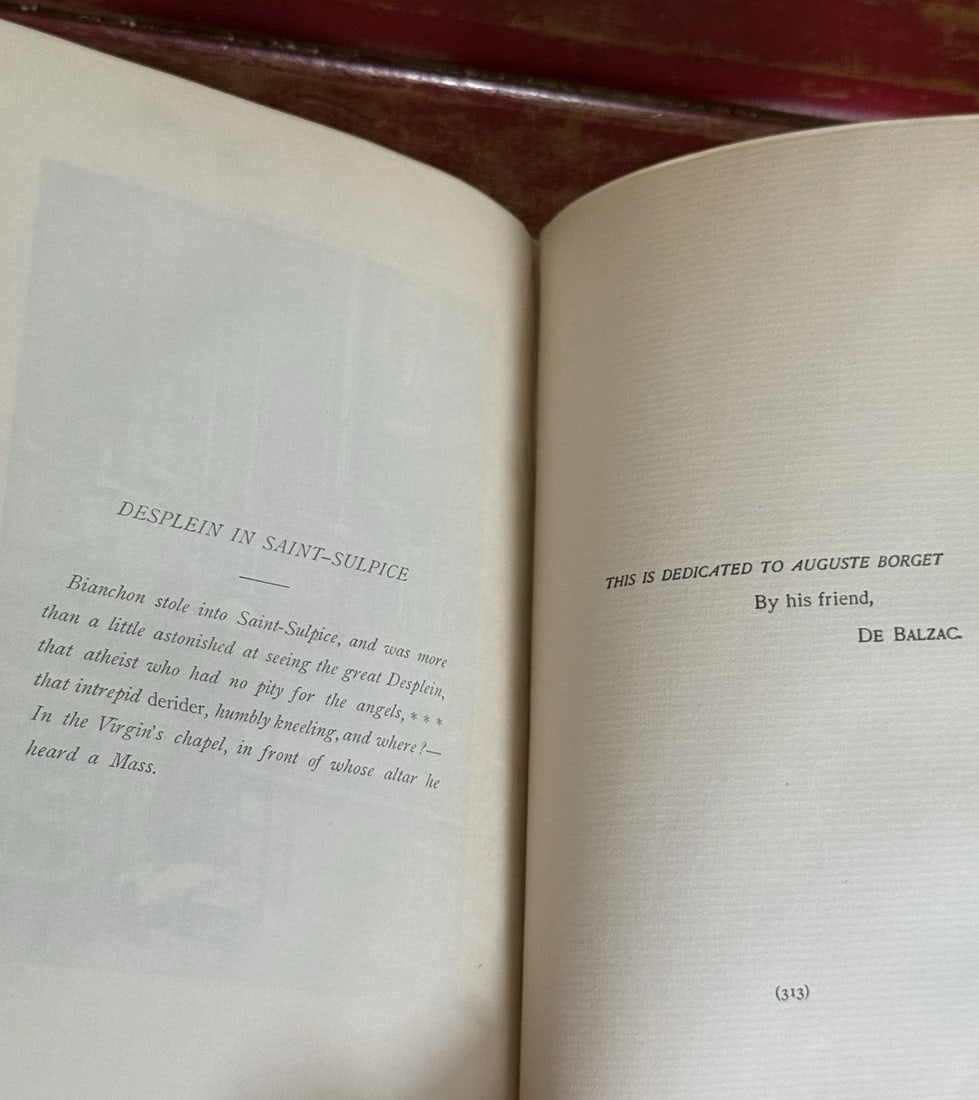 DESPLEIN IN SAINT–SULPICE
Bianchon stole into Saint-Sulpice, and was more
than a little astonished at seeing the great Desplein,
that atheist who had no pity for the angels, * * *
that intrepid derider, humbly kneeling, and where?—
In the Virgin's chapel, in front of whose altar he
heard a Mass.
THIS IS DEDICATED TO AUGUSTE BORGET
By his friend,
DE BALZAC.
(313)